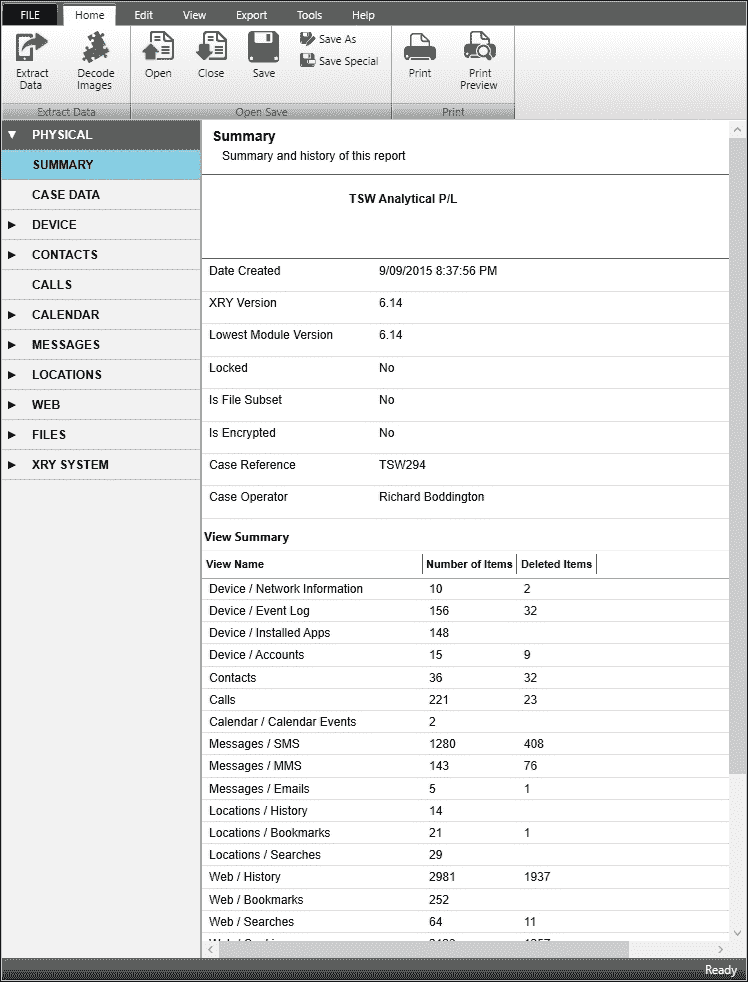 FILE Home Edit View Export Tools Help
Extract Data Decode Images Open Close Save Save As Save Special Print Print Preview
Extract Data Open Save Print
PHYSICAL
SUMMARY
CASE DATA
DEVICE
CONTACTS
CALLS
CALENDAR
MESSAGES
LOCATIONS
WEB
FILES
XRY SYSTEM
Summary
Summary and history of this report
TSW Analytical P/L
Date Created 9/09/2015 8:37:56 PM
XRY Version 6.14
Lowest Module Version 6.14
Locked No
Is File Subset No
Is Encrypted No
Case Reference TSW294
Case Operator Richard Boddington
View Summary
View Name Number of Items Deleted Items
Device / Network Information 10 2
Device / Event Log 156 32
Device / Installed Apps 148
Device / Accounts 15 9
Contacts 36 32
Calls 221 23
Calendar / Calendar Events 2
Messages / SMS 1280 408
Messages / MMS 143 76
Messages / Emails 5 1
Locations / History 14
Locations / Bookmarks 21 1
Locations / Searches 29
Web / History 2981 1937
Web / Bookmarks 252
Web / Searches 64 11
Ready